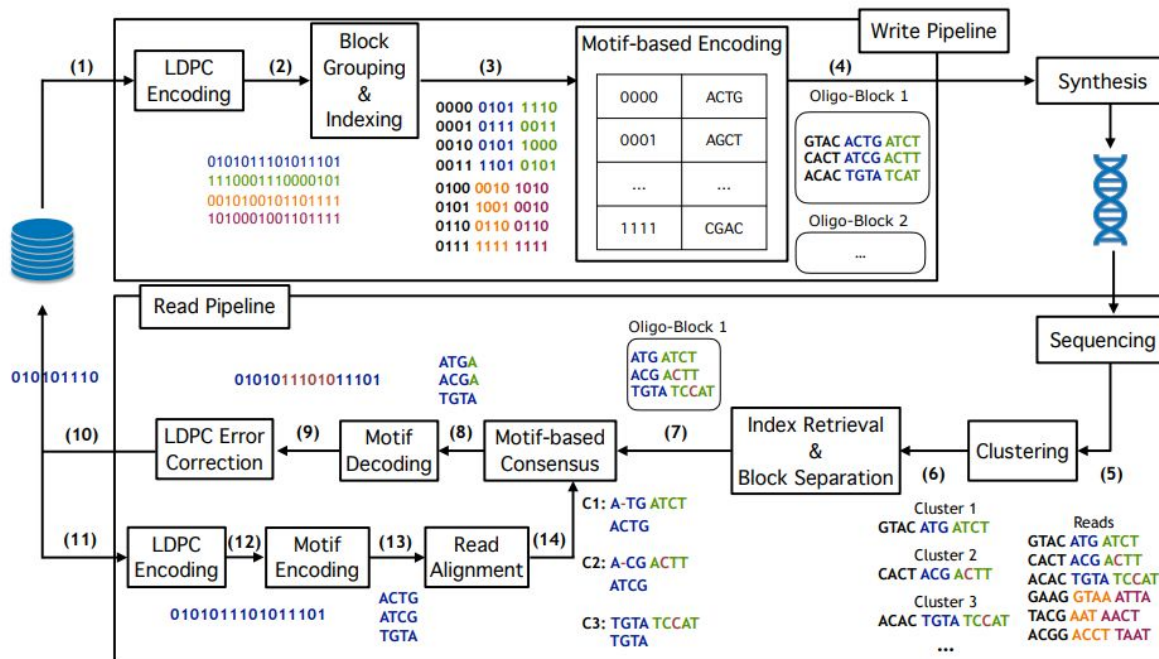 Write Pipeline
(1)
LDPC
Encoding
(2)
Block
Grouping
&
Indexing
(3)
Motif-based Encoding
0000 ACTG
0001 AGCT
... ...
1111 CGAC
(4)
Synthesis
0101011101011101
1110001110000101
0010100101101111
1010001001101111
0000 0101 1110
0001 0111 0011
0010 0101 1000
0011 1101 0101
0100 0010 1010
0101 1001 0010
0110 0110 0110
0111 1111 1111
Oligo-Block 1
GTAC ACTG ATCT
CACT ATCG ACTT
ACAC TGTA TCAT
Oligo-Block 2
...
Read Pipeline
Sequencing
(5)
Reads
GTAC ATG ATCT
CACT ACG ACTT
ACAC TGTA TCCAT
GAAG GTAA ATTA
TACG AAT AACT
ACGG ACCT TAAT
Clustering
(6)
Cluster 1
GTAC ATG ATCT
Cluster 2
CACT ACG ACTT
Cluster 3
ACAC TGTA TCCAT
...
Index Retrieval
&
Block Separation
(7)
Oligo-Block 1
ATG ATCT
ACG ACTT
TGTA TCCAT
Motif-based
Consensus
(8)
ATGA
ACGA
TGTA
Motif
Decoding
(9)
010101110101011101
LDPC Error
Correction
(10)
010101110
(11)
LDPC
Encoding
(12)
0101011101011101
Motif
Encoding
(13)
ACTG
ATCG
TGTA
Read
Alignment
(14)
C1: A-TG ATCT
ACTG
C2: A-CG ACTT
ATCG
C3: TGTA TCCAT
TGTA